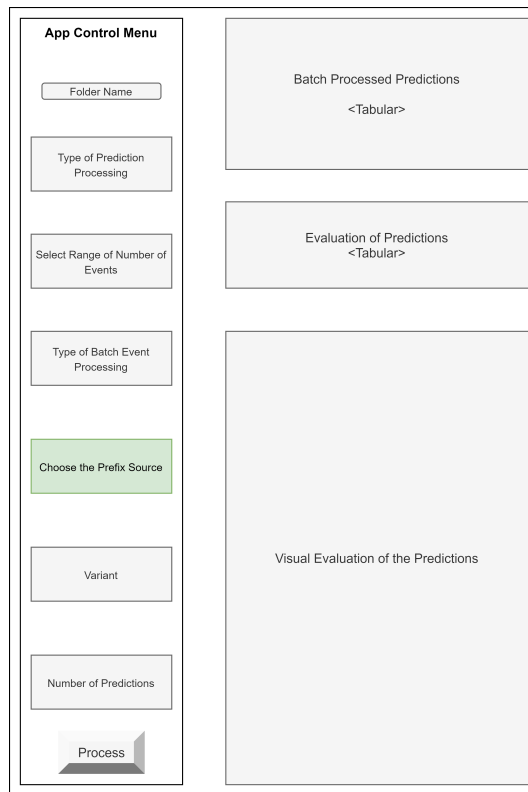 App Control Menu
Folder Name
Type of Prediction
Processing
Select Range of Number of
Events
Type of Batch Event
Processing
Choose the Prefix Source
Variant
Number of Predictions
Process
Batch Processed Predictions
<Tabular>
Evaluation of Predictions
<Tabular>
Visual Evaluation of the Predictions